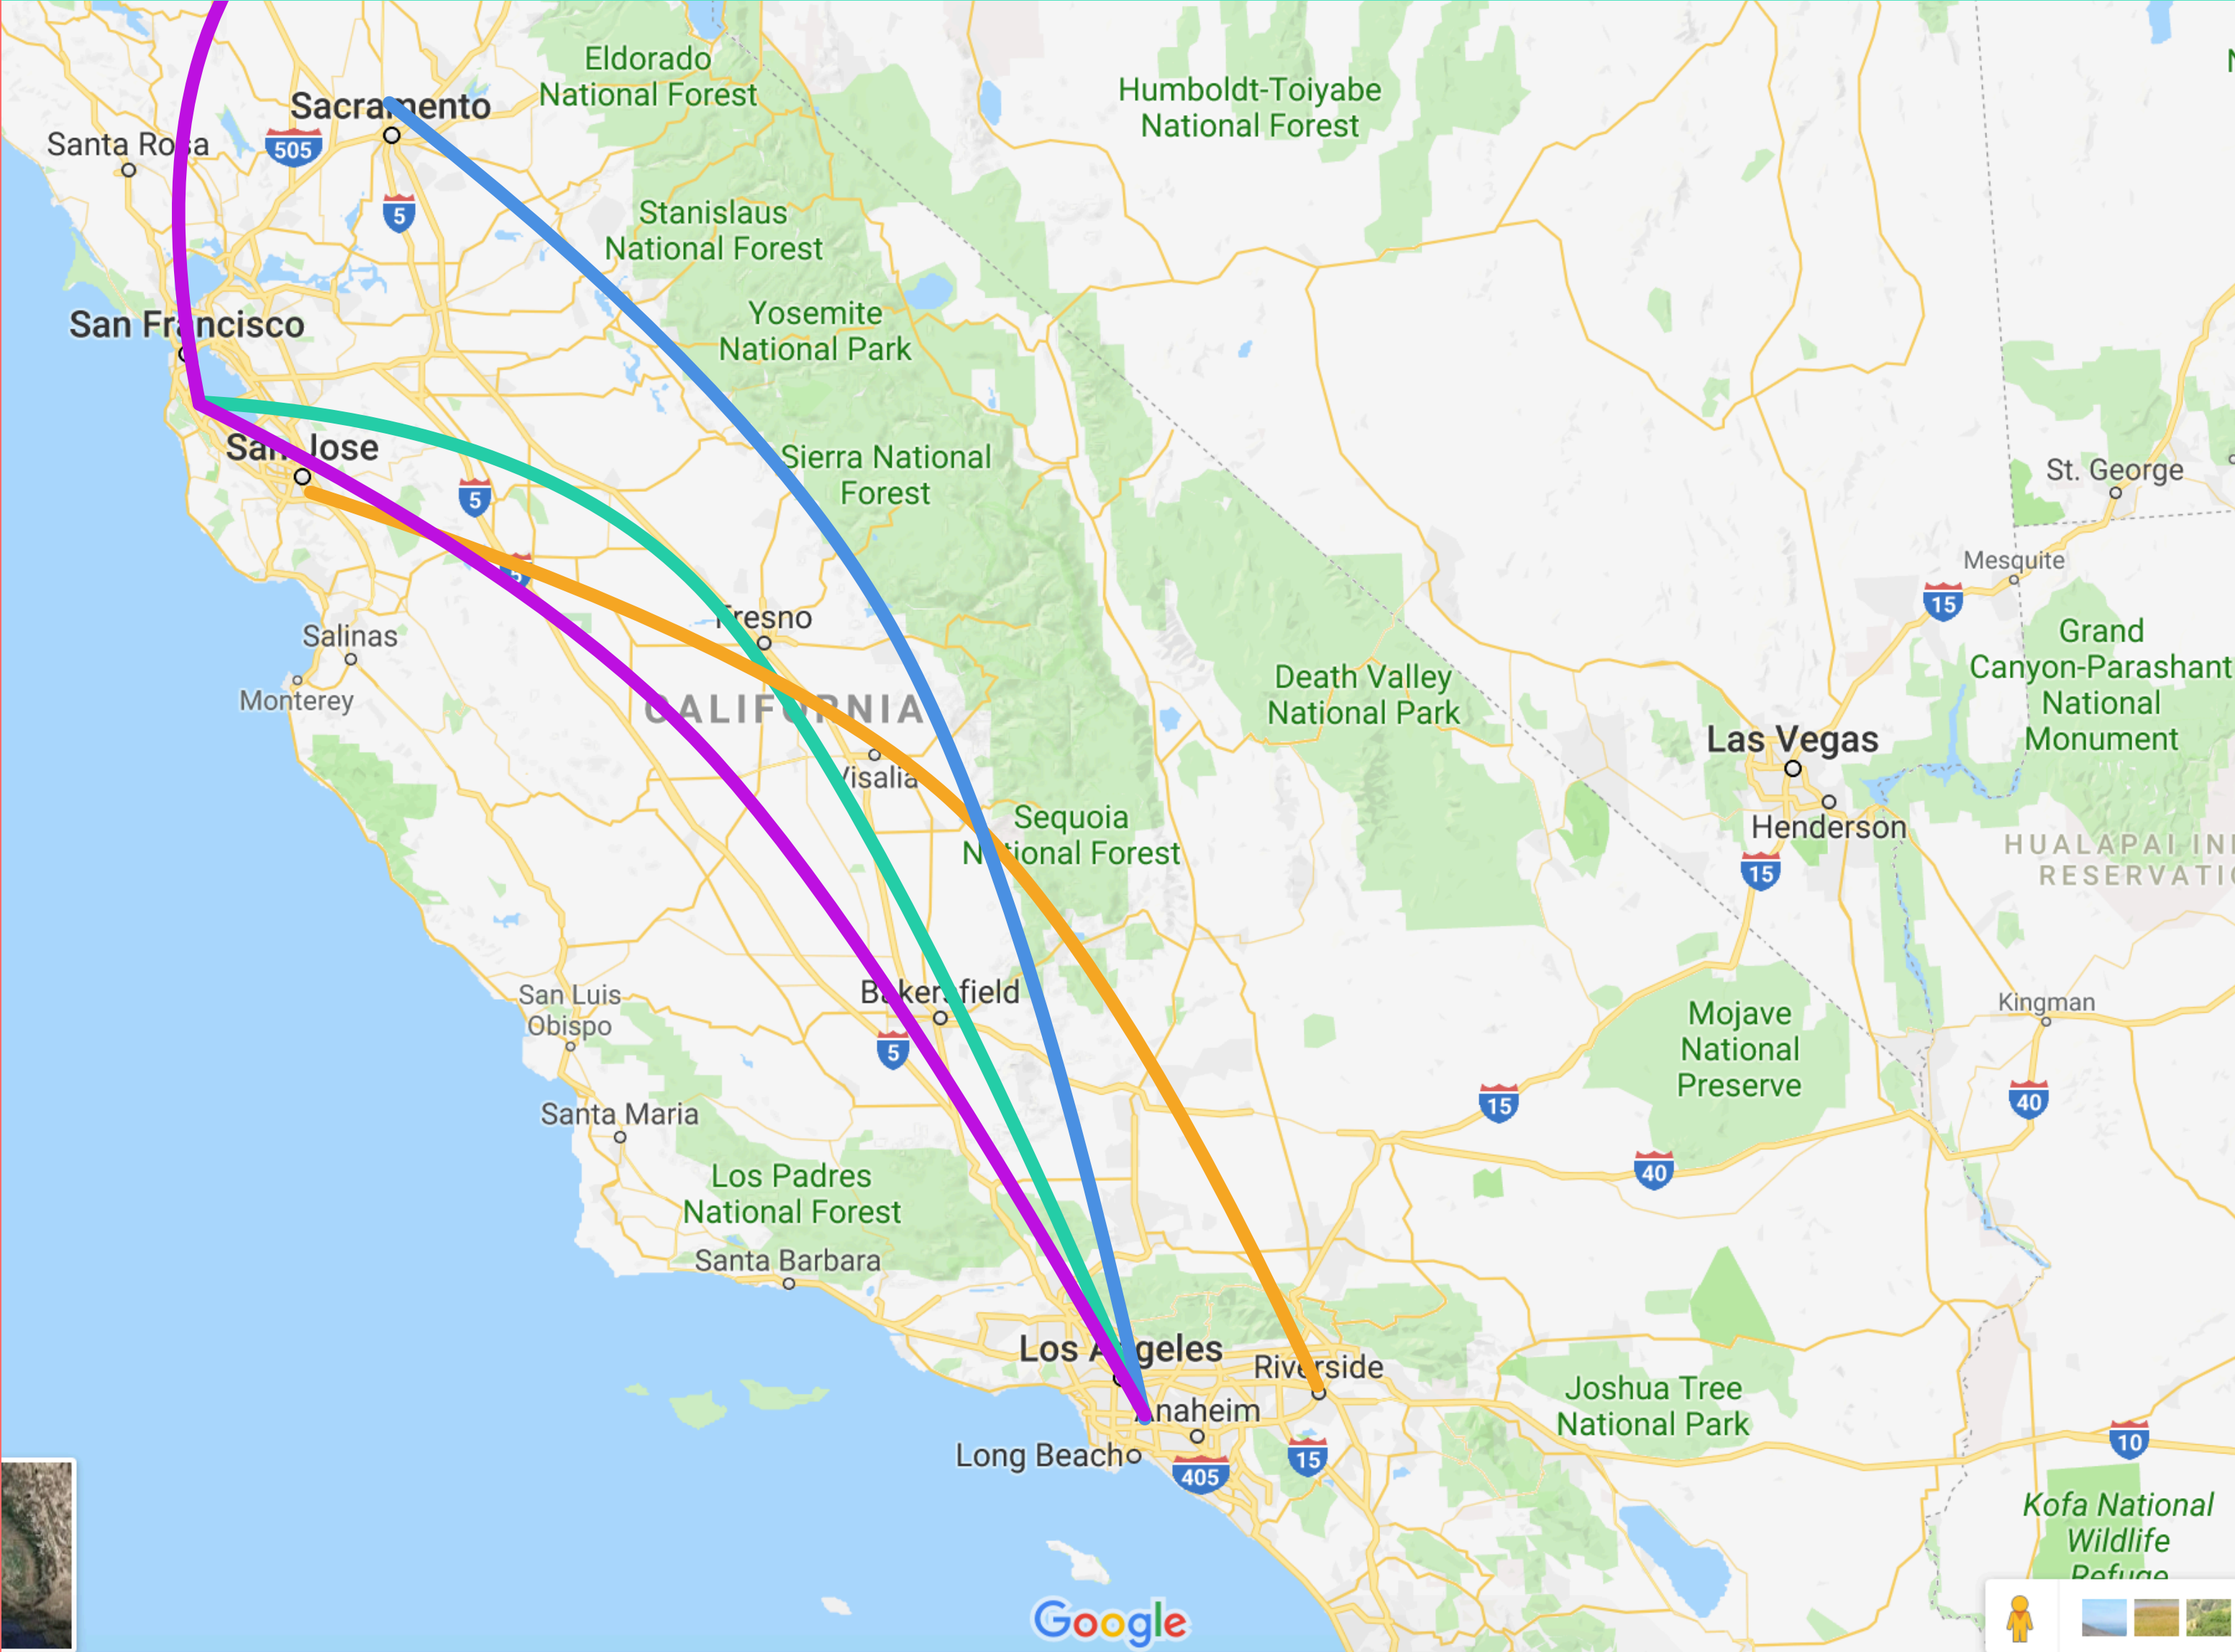 Eldorado
National Forest
Humboldt-Toiyabe
National Forest
Sacramento
Santa Rosa
505
5
Stanislaus
National Forest
Yosemite
National Park
San Francisco
San Jose
Sierra National
Forest
5
St. George
Mesquite
5
15
Fresno
Salinas
Monterey
Grand
Canyon-Parashant
National
Monument
Death Valley
National Park
CALIFORNIA
Las Vegas
Visalia
Henderson
Sequoia
National Forest
15
HUALAPAI
Bakersfield
San Luis
Obispo
Kingman
5
Mojave
National
Preserve
15
40
Santa Maria
40
Los Padres
National Forest
Santa Barbara
Los Angeles
Riverside
Anaheim
Joshua Tree
National Park
Long Beach
405
15
10
Kofa National
Wildlife
Refuge
Google